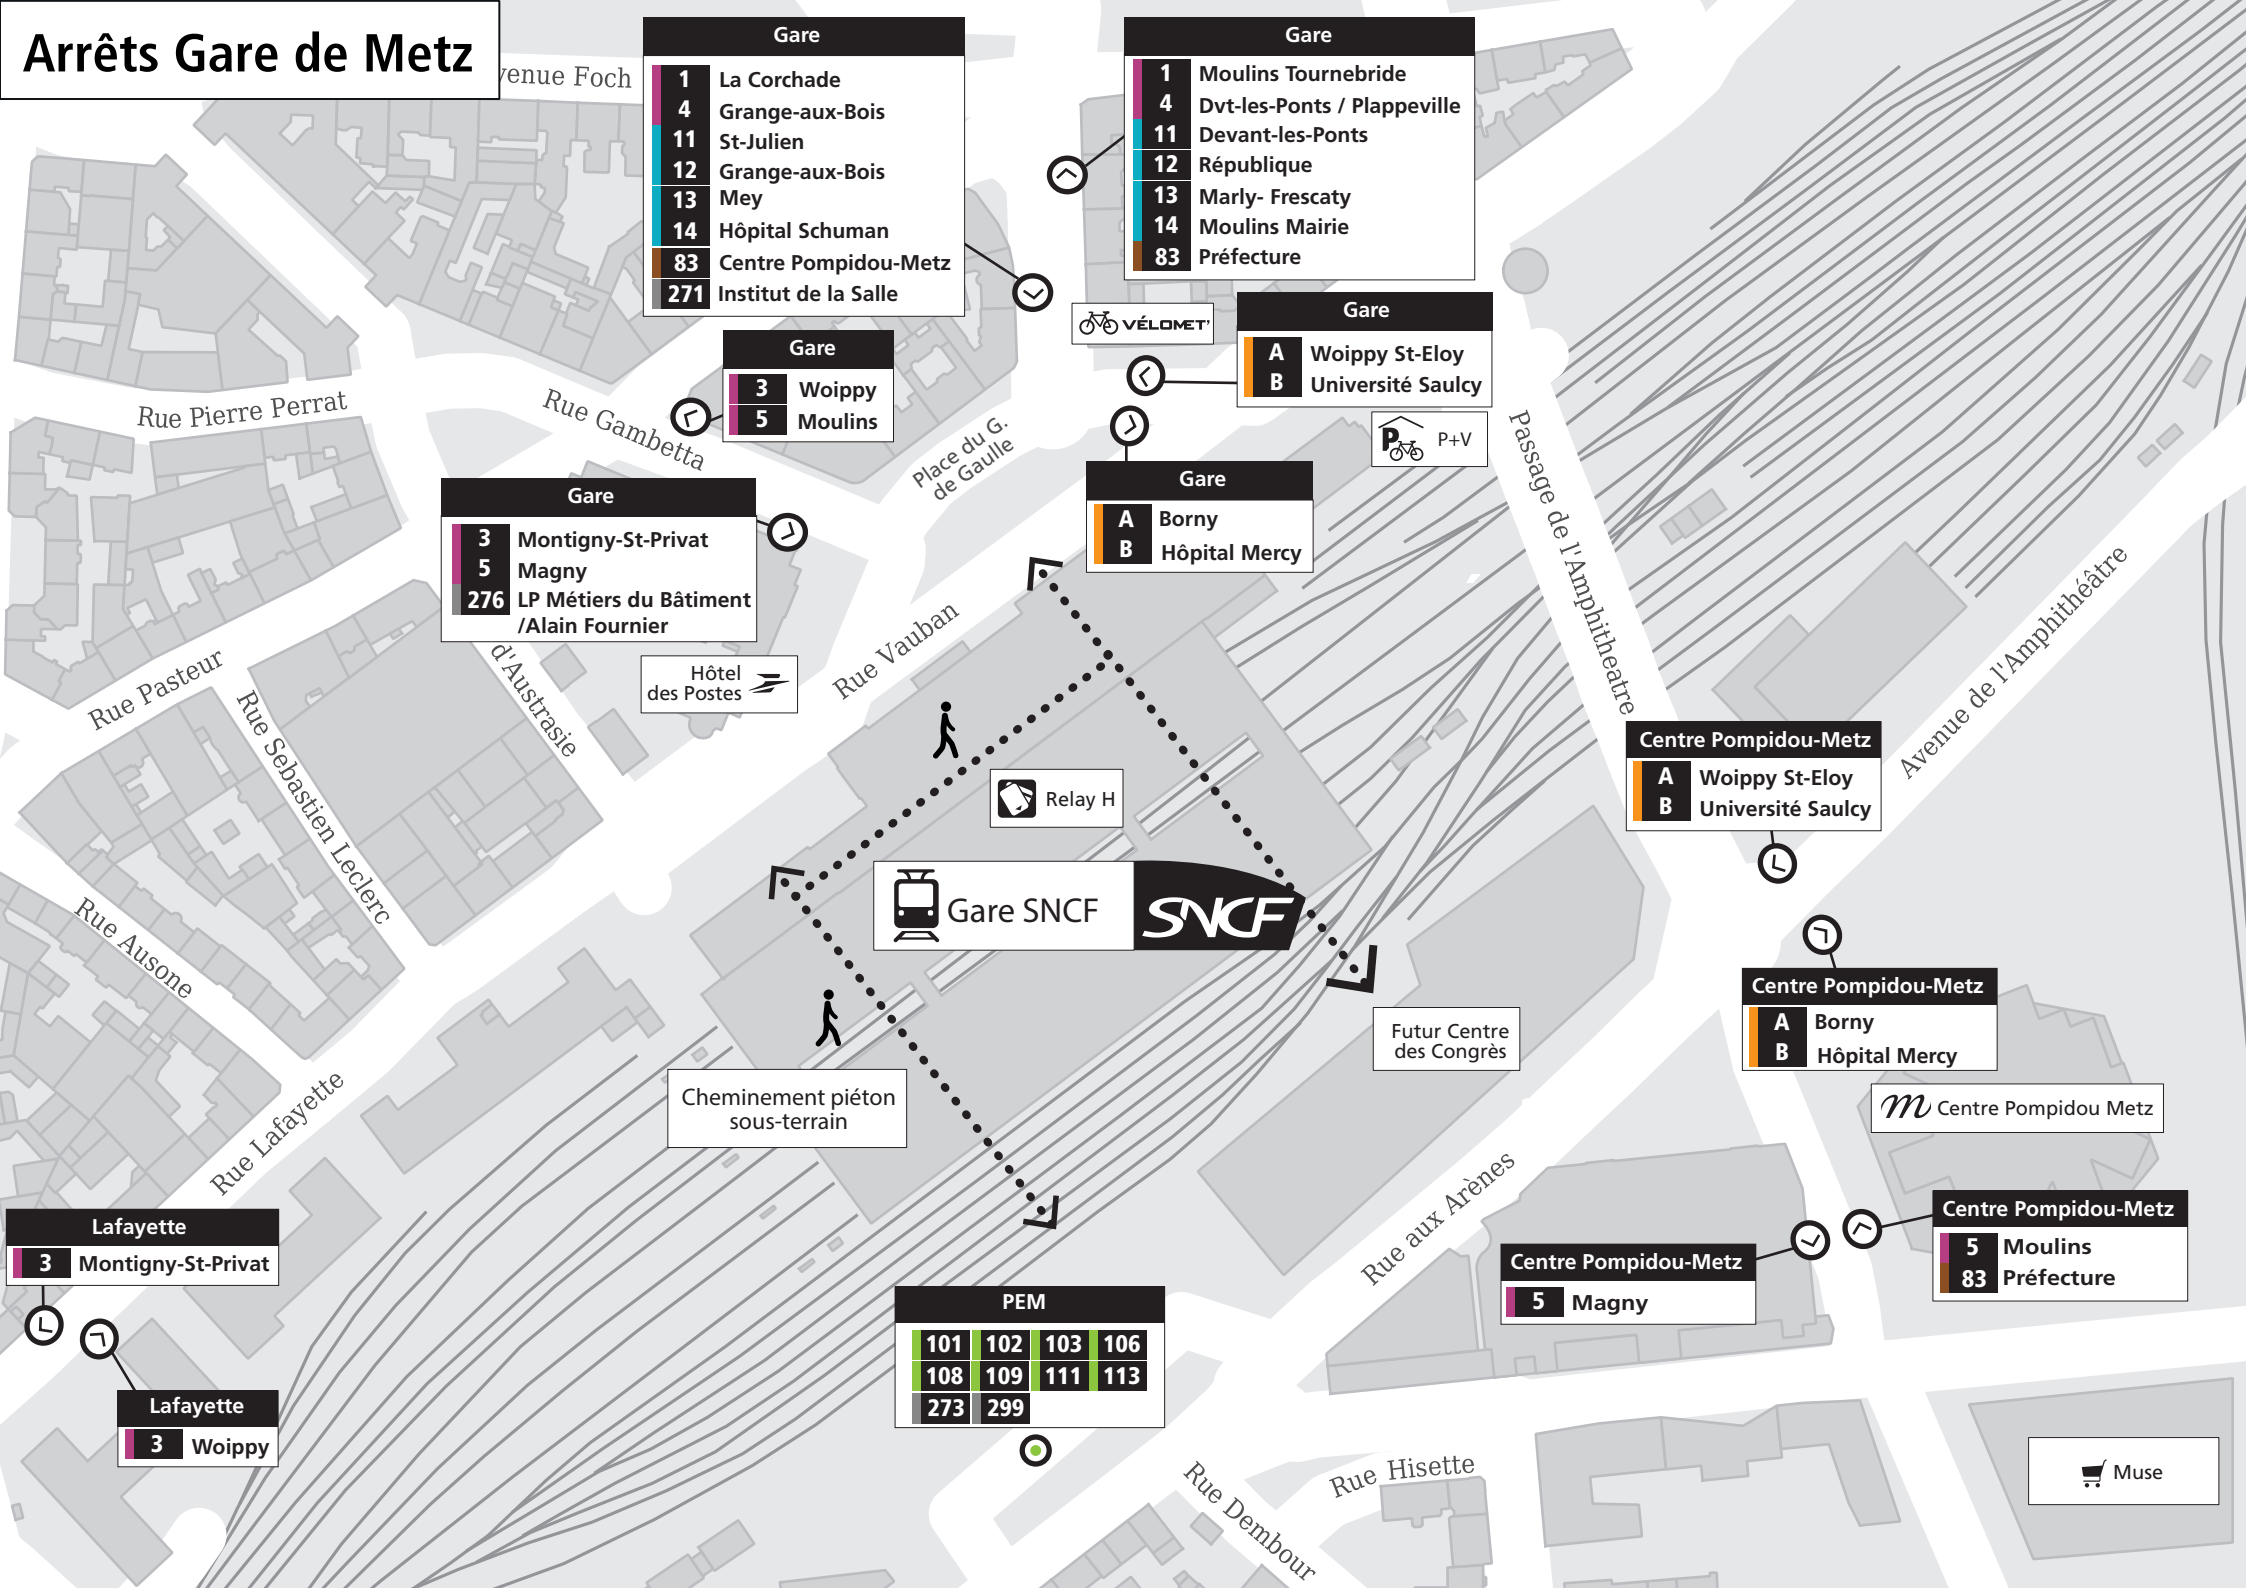 Arrêts Gare de Metz
venue Foch
Gare
1 La Corchade
4 Grange-aux-Bois
11 St-Julien
12 Grange-aux-Bois
13 Mey
14 Hôpital Schuman
83 Centre Pompidou-Metz
271 Institut de la Salle
Gare
1 Moulins Tournebride
4 Dvt-les-Ponts / Plappeville
11 Devant-les-Ponts
12 République
13 Marly- Frescaty
14 Moulins Mairie
83 Préfecture
VÉLOMET'
Gare
A Woippy St-Eloy
B Université Saulcy
Gare
3 Woippy
5 Moulins
Rue Pierre Perrat
Rue Gambetta
Place du G.
de Gaulle
P P+V
Passage de l'Amphitheatre
Gare
A Borny
B Hôpital Mercy
Gare
3 Montigny-St-Privat
5 Magny
276 LP Métiers du Bâtiment
/Alain Fournier
Hôtel
des Postes
Rue Vauban
d'Austrasie
Rue Pasteur
Rue Sebastien Leclerc
Avenue de l'Amphithéâtre
Centre Pompidou-Metz
A Woippy St-Eloy
B Université Saulcy
Relay H
Gare SNCF
SNCF
Rue Ausone
Centre Pompidou-Metz
A Borny
B Hôpital Mercy
Futur Centre
des Congrès
Cheminement piéton
sous-terrain
m Centre Pompidou Metz
Rue Lafayette
Rue aux Arènes
Lafayette
3 Montigny-St-Privat
Centre Pompidou-Metz
5 Moulins
83 Préfecture
Centre Pompidou-Metz
5 Magny
PEM
101 102 103 106
108 109 111 113
273 299
Lafayette
3 Woippy
Rue Hisette
Rue Dembour
Muse